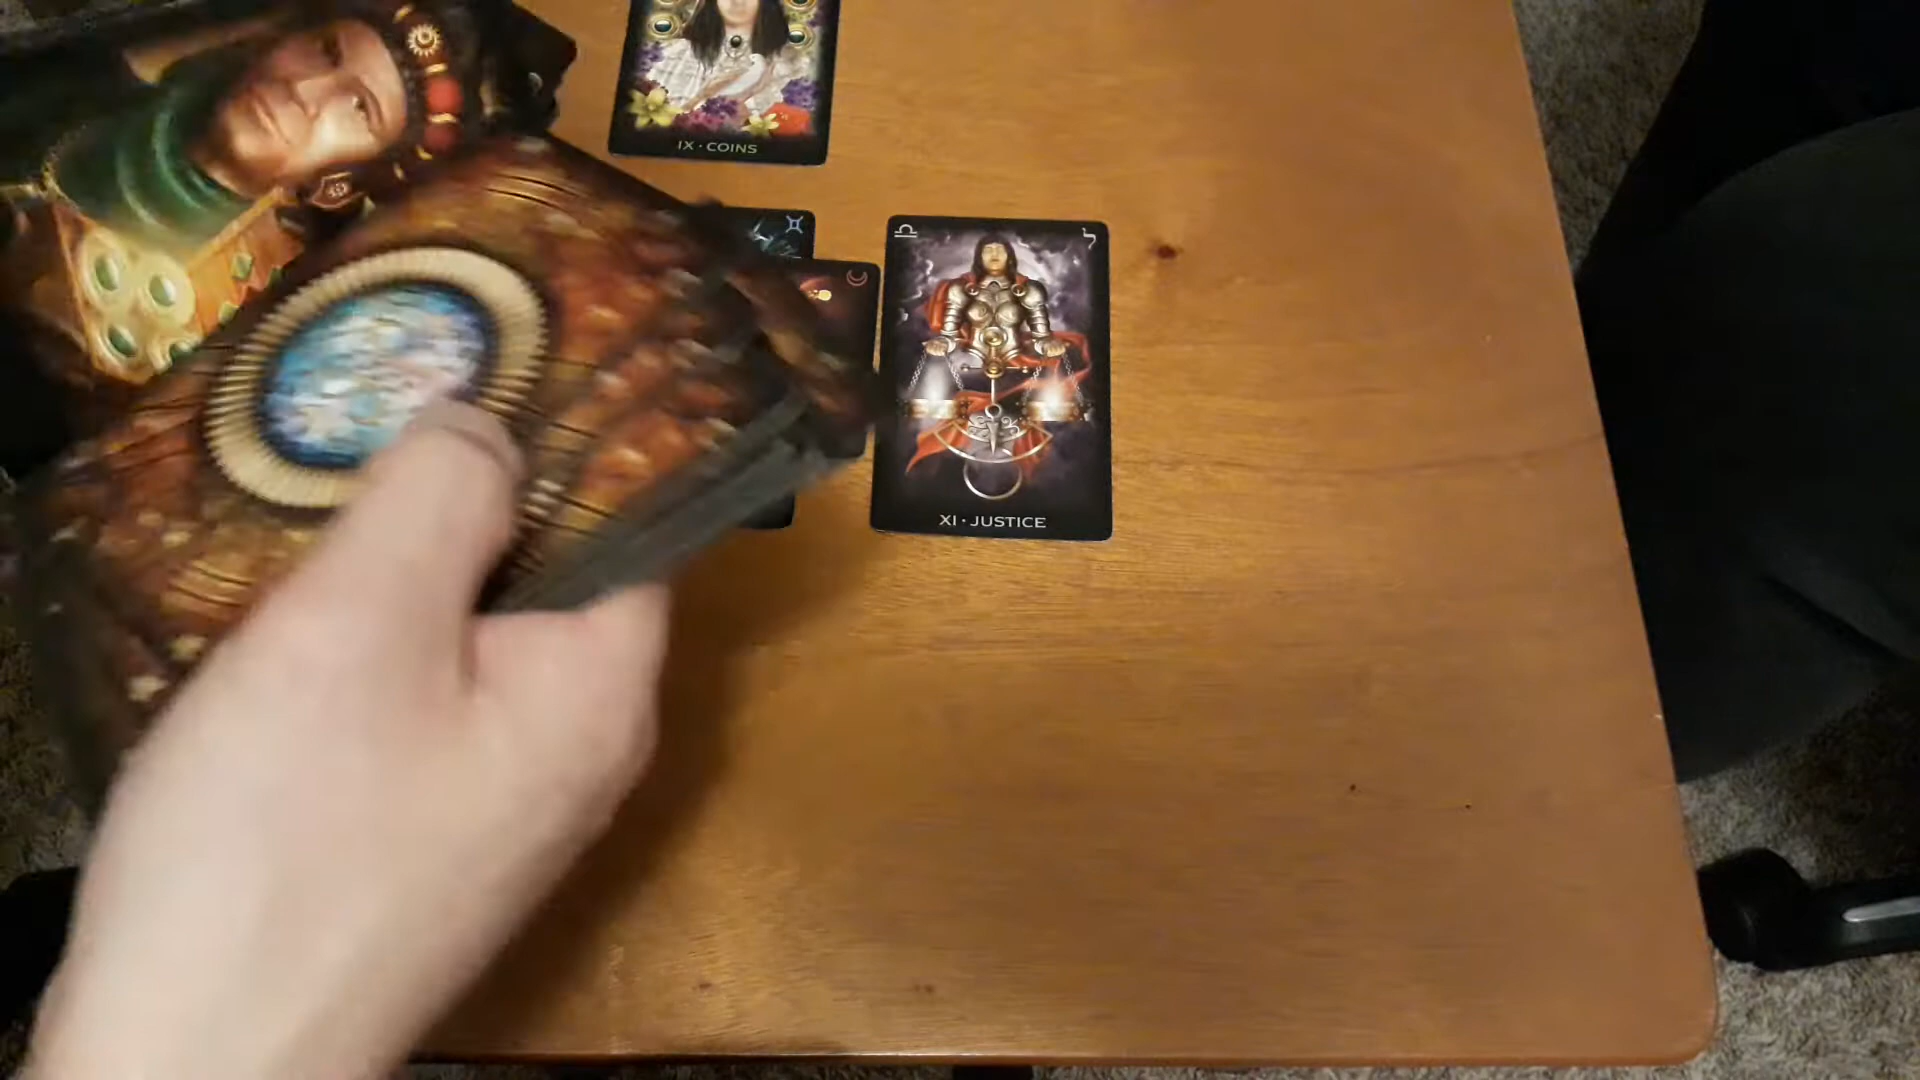 IX · COINS
ל
XI · JUSTICE